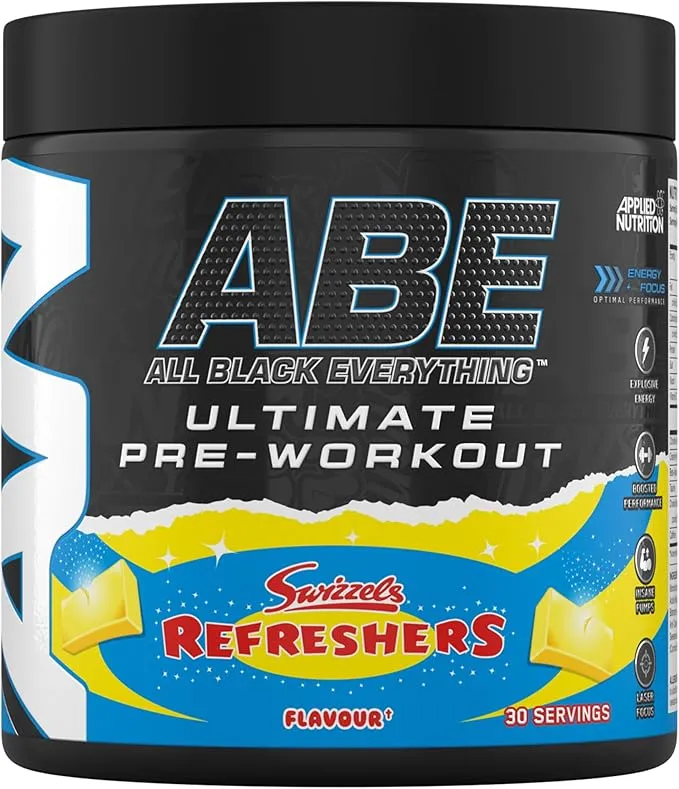 ABE
ALL BLACK EVERYTHING™
ULTIMATE
PRE-WORKOUT
Swizzels
REFRESHERS
FLAVOUR†
30 SERVINGS
APPLIED
NUTRITION
ENERGY
+ FOCUS
OPTIMAL PERFORMANCE
EXPLOSIVE
ENERGY
BOOSTED
PERFORMANCE
INSANE
PUMPS
LASER
FOCUS